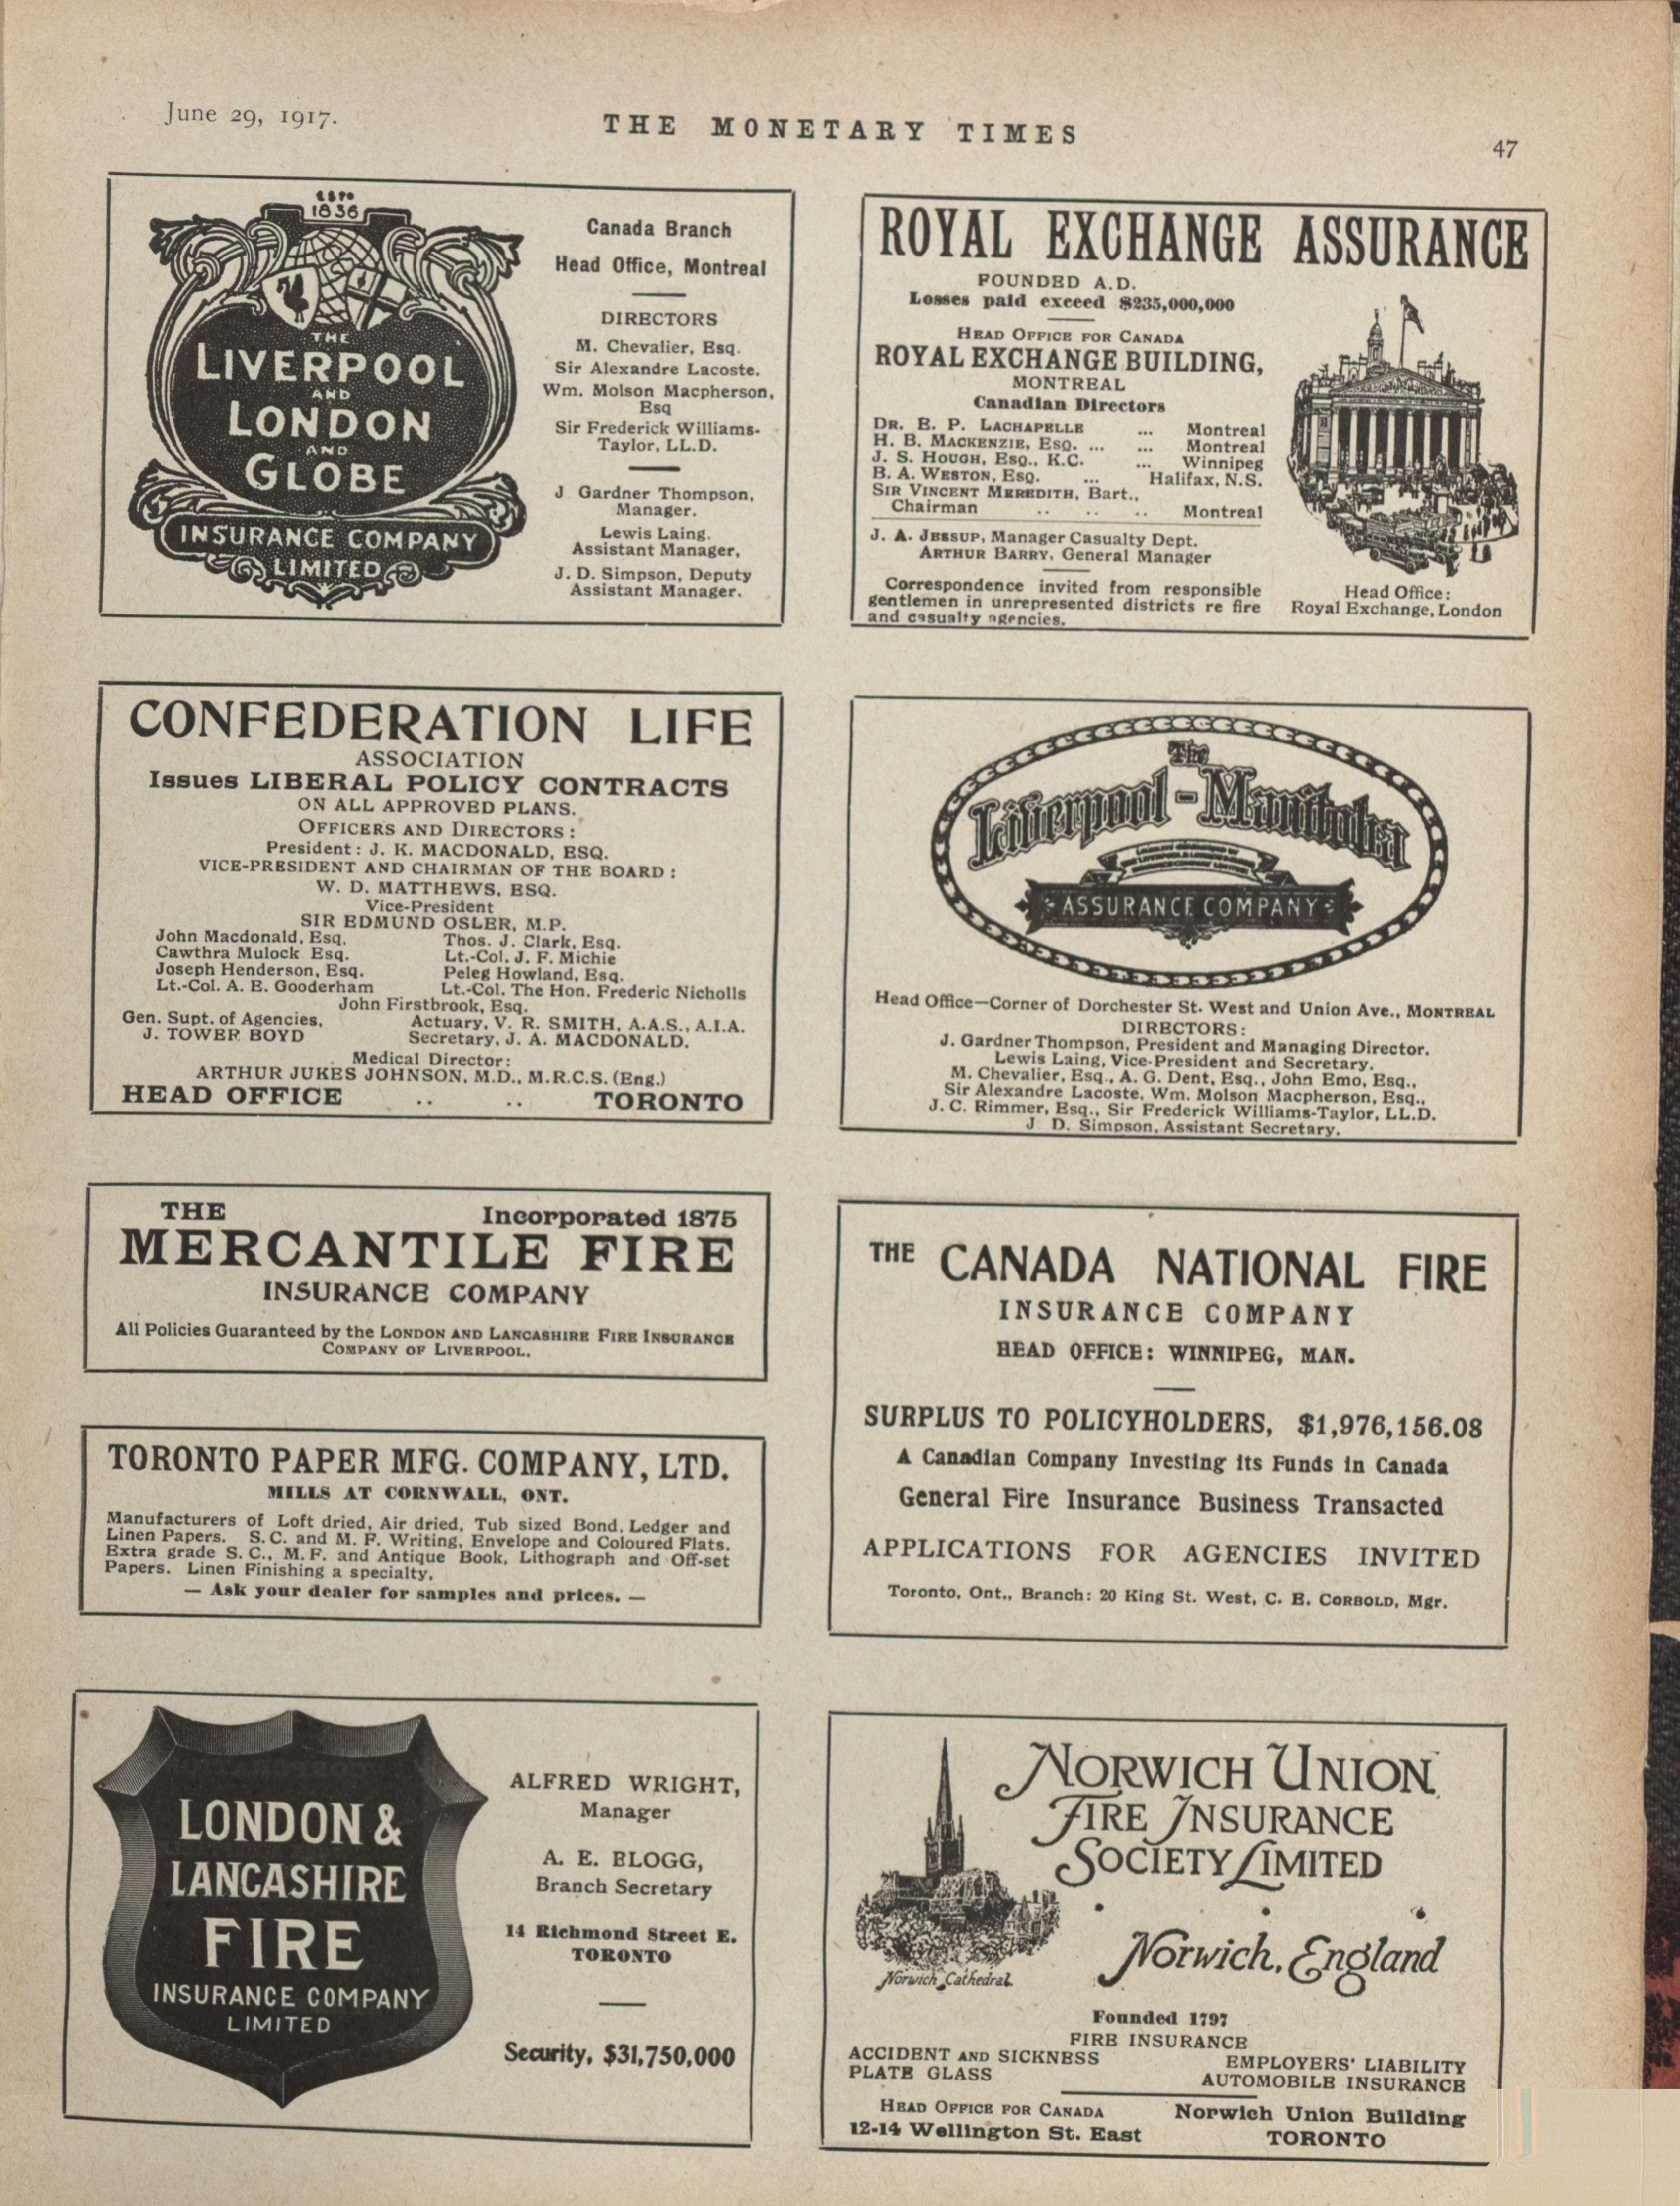 June 29, 1917.
THE MONETARY TIMES
47
ESTD
1836
THE
LIVERPOOL
AND
LONDON
AND
GLOBE
INSURANCE COMPANY
LIMITED
Canada Branch
Head Office, Montreal
DIRECTORS
M. Chevalier, Esq.
Sir Alexandre Lacoste.
Wm. Molson Macpherson,
Esq
Sir Frederick Williams-
Taylor, LL.D.
J Gardner Thompson,
Manager.
Lewis Laing,
Assistant Manager.
J. D. Simpson, Deputy
Assistant Manager.
ROYAL EXCHANGE ASSURANCE
FOUNDED A.D.
Losses paid exceed $235,000,000
HEAD OFFICE FOR CANADA
ROYAL EXCHANGE BUILDING,
MONTREAL
Canadian Directors
DR. E. P. LACHAPELLE ... Montreal
H. B. MACKENZIE, ESQ. ... ... Montreal
J. S. HOUGH, ESQ., K.C. ... Winnipeg
B. A. WESTON, ESQ. ... Halifax, N.S.
SIR VINCENT MEREDITH, Bart.,
Chairman .. .. .. Montreal
J. A. JESSUP, Manager Casualty Dept.
ARTHUR BARRY, General Manager
Correspondence invited from responsible
gentlemen in unrepresented districts re fire
and casualty agencies.
Head Office:
Royal Exchange, London
CONFEDERATION LIFE
ASSOCIATION
Issues LIBERAL POLICY CONTRACTS
ON ALL APPROVED PLANS.
OFFICERS AND DIRECTORS :
President : J. K. MACDONALD, ESQ.
VICE-PRESIDENT AND CHAIRMAN OF THE BOARD :
W. D. MATTHEWS, ESQ.
Vice-President
SIR EDMUND OSLER, M.P.
John Macdonald, Esq. Thos. J. Clark, Esq.
Cawthra Mulock Esq. Lt.-Col. J. F. Michie
Joseph Henderson, Esq. Peleg Howland, Esq.
Lt.-Col. A. E. Gooderham Lt.-Col. The Hon. Frederic Nicholls
John Firstbrook, Esq.
Gen. Supt. of Agencies, Actuary, V. R. SMITH, A.A.S., A.I.A.
J. TOWER BOYD Secretary, J. A. MACDONALD.
Medical Director:
ARTHUR JUKES JOHNSON, M.D., M.R.C.S. (Eng.)
HEAD OFFICE .. .. TORONTO
The
Liverpool-Manitoba
ASSURANCE COMPANY
Head Office—Corner of Dorchester St. West and Union Ave., MONTREAL
DIRECTORS:
J. Gardner Thompson, President and Managing Director.
Lewis Laing, Vice-President and Secretary.
M. Chevalier, Esq., A. G. Dent, Esq., John Emo, Esq.,
Sir Alexandre Lacoste, Wm. Molson Macpherson, Esq.,
J. C. Rimmer, Esq., Sir Frederick Williams-Taylor, LL.D.
J D. Simpson, Assistant Secretary.
THE Incorporated 1875
MERCANTILE FIRE
INSURANCE COMPANY
All Policies Guaranteed by the LONDON AND LANCASHIRE FIRE INSURANCE
COMPANY OF LIVERPOOL.
THE CANADA NATIONAL FIRE
INSURANCE COMPANY
HEAD OFFICE: WINNIPEG, MAN.
SURPLUS TO POLICYHOLDERS, $1,976,156.08
A Canadian Company Investing its Funds in Canada
General Fire Insurance Business Transacted
APPLICATIONS FOR AGENCIES INVITED
Toronto, Ont., Branch: 20 King St. West, C. E. CORBOLD, Mgr.
TORONTO PAPER MFG. COMPANY, LTD.
MILLS AT CORNWALL, ONT.
Manufacturers of Loft dried, Air dried, Tub sized Bond, Ledger and
Linen Papers. S. C. and M. F. Writing, Envelope and Coloured Flats.
Extra grade S. C., M. F. and Antique Book, Lithograph and Off-set
Papers. Linen Finishing a specialty.
— Ask your dealer for samples and prices. —
LONDON &
LANCASHIRE
FIRE
INSURANCE COMPANY
LIMITED
ALFRED WRIGHT,
Manager
A. E. BLOGG,
Branch Secretary
14 Richmond Street E.
TORONTO
Security, $31,750,000
NORWICH UNION
FIRE INSURANCE
SOCIETY LIMITED
Norwich, England
Norwich Cathedral
Founded 1797
FIRE INSURANCE
ACCIDENT AND SICKNESS EMPLOYERS' LIABILITY
PLATE GLASS AUTOMOBILE INSURANCE
HEAD OFFICE FOR CANADA Norwich Union Building
12-14 Wellington St. East TORONTO